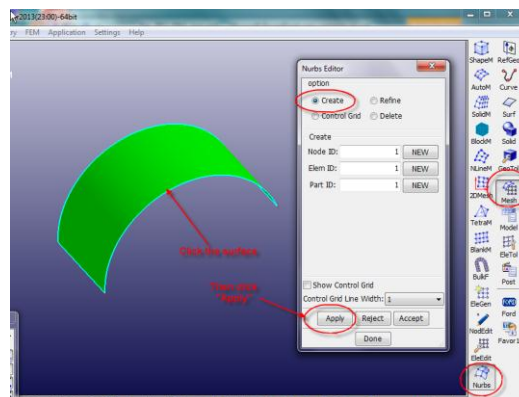 r2013(23:00)-64bit
ry FEM Application Settings Help
Nurbs Editor
option
Create Refine
Control Grid Delete
Create
Node ID: 1 NEW
Elem ID: 1 NEW
Part ID: 1 NEW
Show Control Grid
Control Grid Line Width: 1
Apply Reject Accept
Done
Click the surface.
Then click
"Apply"
ShapeM RefGeo
AutoM Curve
SolidM Surf
BlockM Solid
NLineM GeoTol
2DMesh Mesh
TetraM Model
BlankM EleTol
BulkF Post
EleGen Ford
NodEdit Favor1
EleEdit
Nurbs